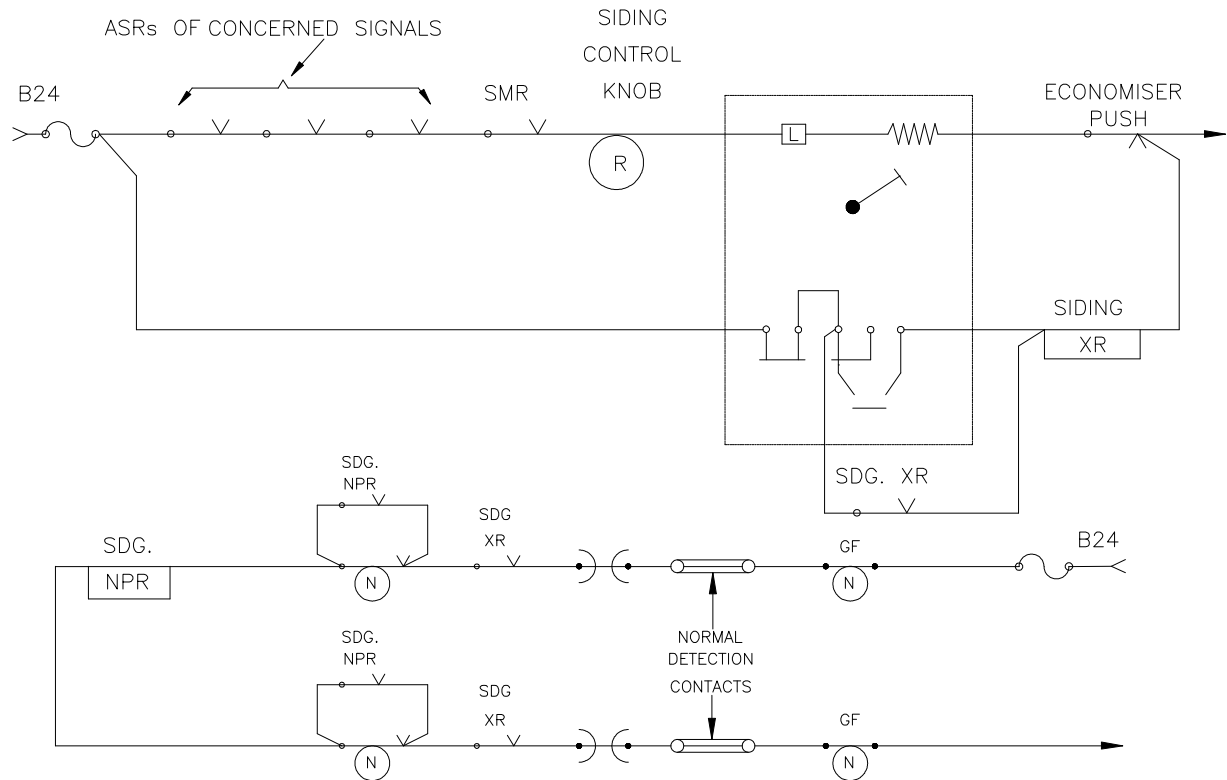 ASRs OF CONCERNED SIGNALS
SIDING
CONTROL
KNOB
B24
SMR
ECONOMISER
PUSH
R
L
SIDING
XR
SDG. XR
SDG.
NPR
SDG
XR
GF
B24
SDG.
NPR
N
N
NORMAL
DETECTION
CONTACTS
SDG.
NPR
SDG
XR
GF
N
N